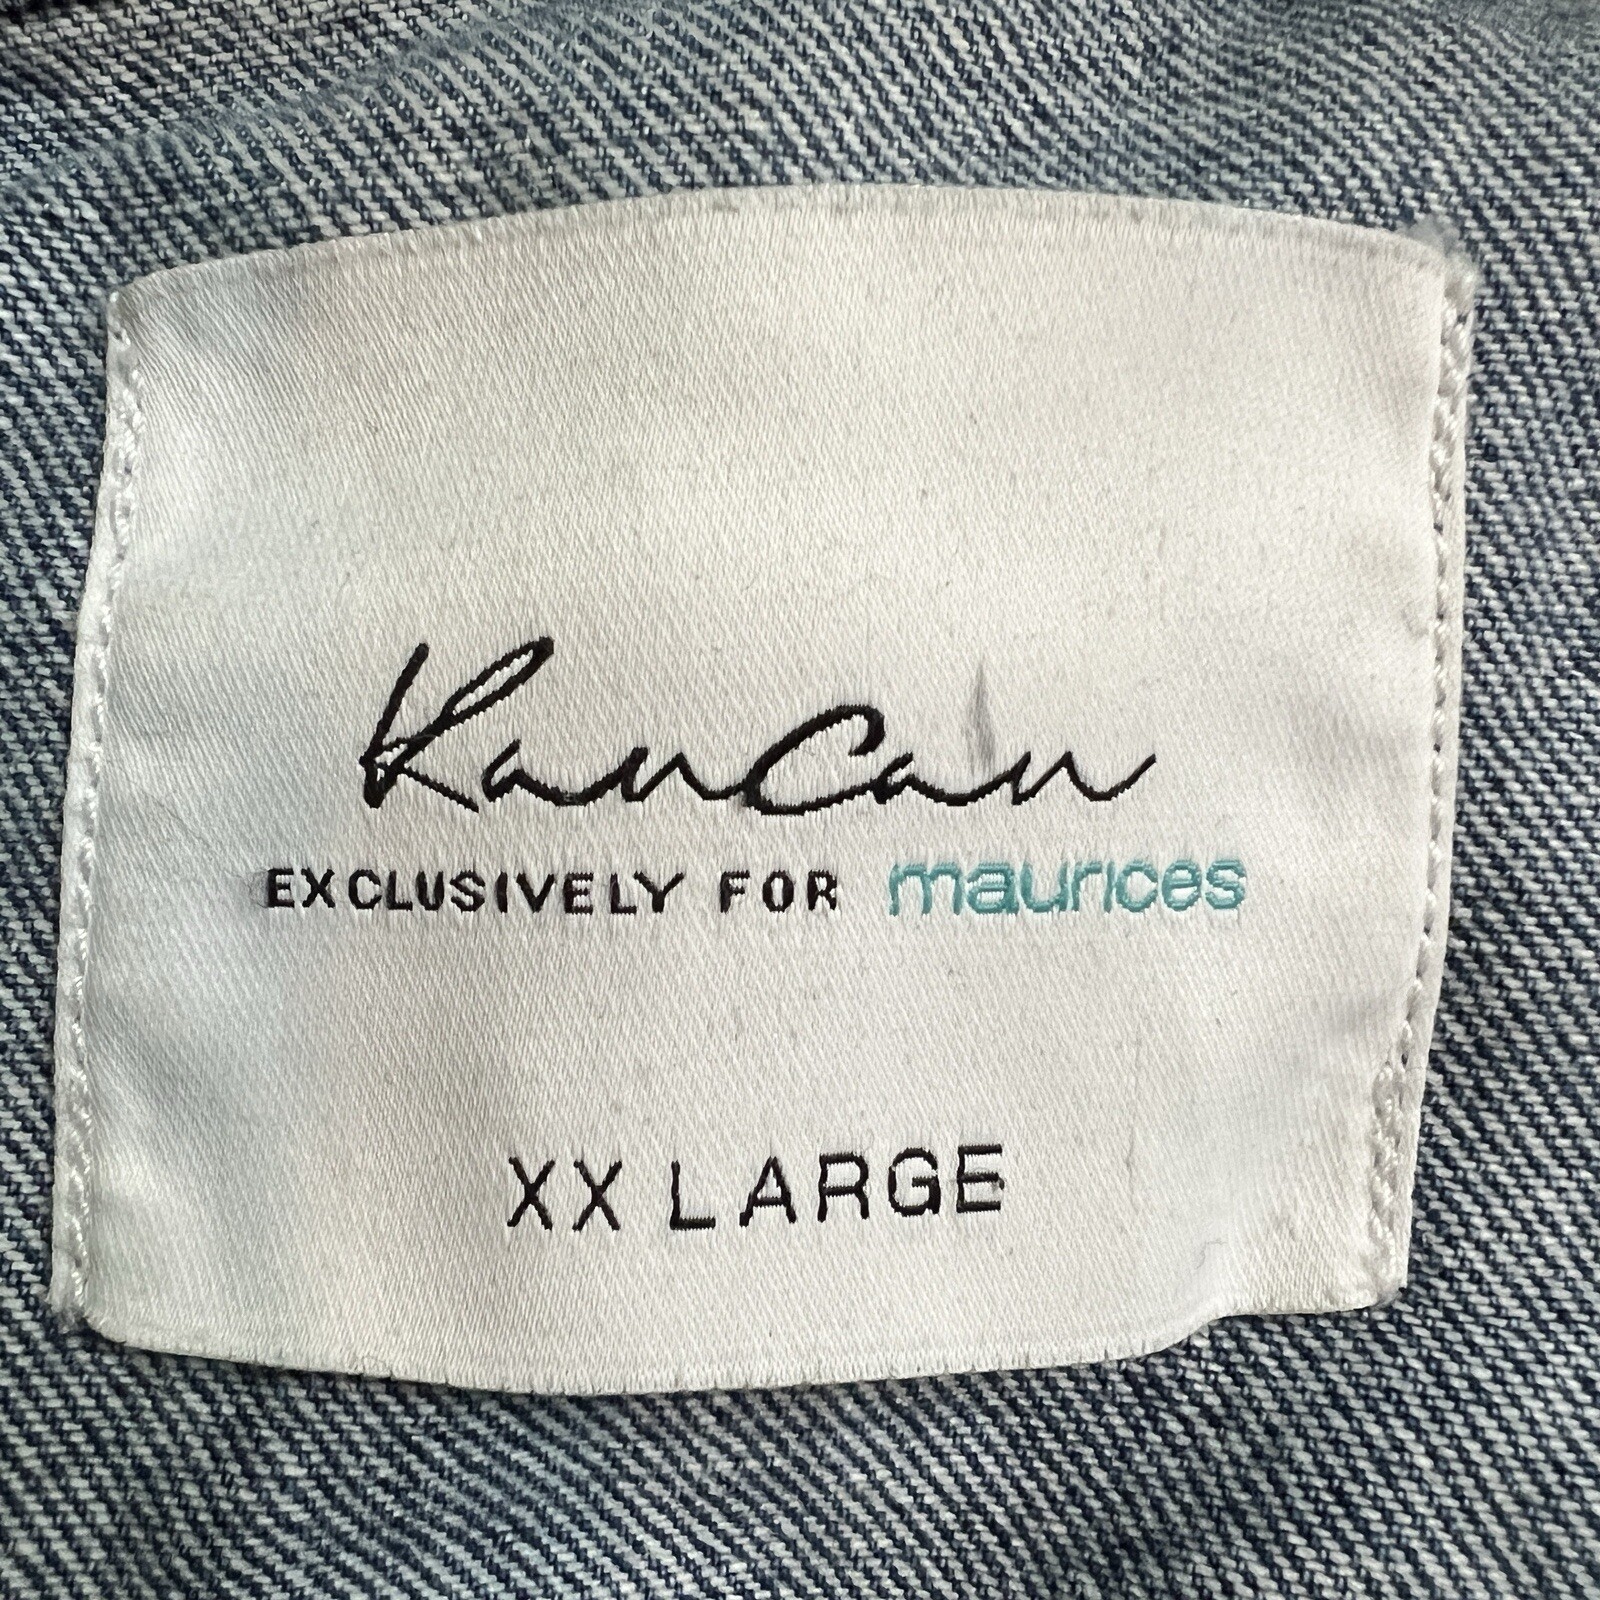 KanCan
EXCLUSIVELY FOR maurices
XX LARGE